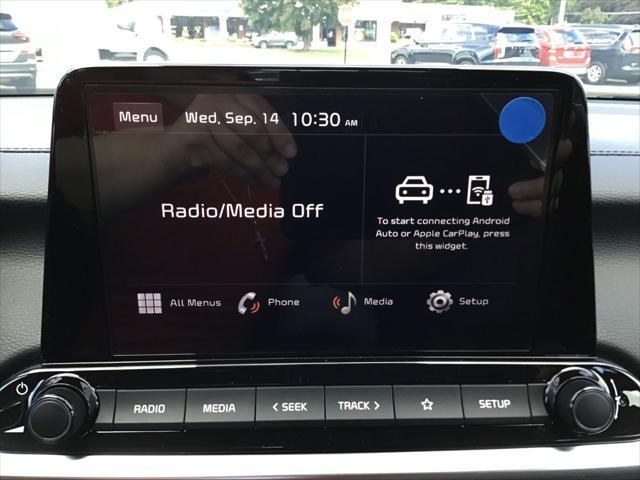 Menu Wed, Sep. 14 10:30 AM
Radio/Media Off
To start connecting Android
Auto or Apple CarPlay, press
this widget.
All Menus Phone Media Setup
RADIO MEDIA < SEEK TRACK > SETUP